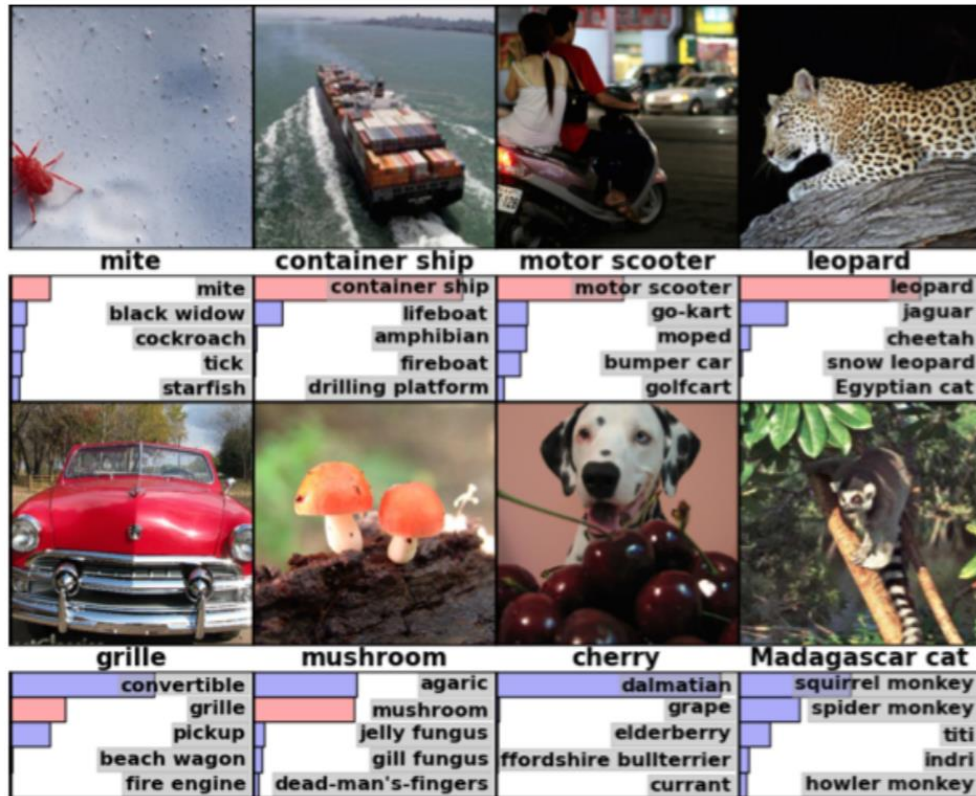 mite
container ship
motor scooter
leopard
mite
black widow
cockroach
tick
starfish
container ship
lifeboat
amphibian
fireboat
drilling platform
motor scooter
go-kart
moped
bumper car
golfcart
leopard
jaguar
cheetah
snow leopard
Egyptian cat
grille
mushroom
cherry
Madagascar cat
convertible
grille
pickup
beach wagon
fire engine
agaric
mushroom
jelly fungus
gill fungus
dead-man's-fingers
dalmatian
grape
elderberry
ffordshire bullterrier
currant
squirrel monkey
spider monkey
titi
indri
howler monkey